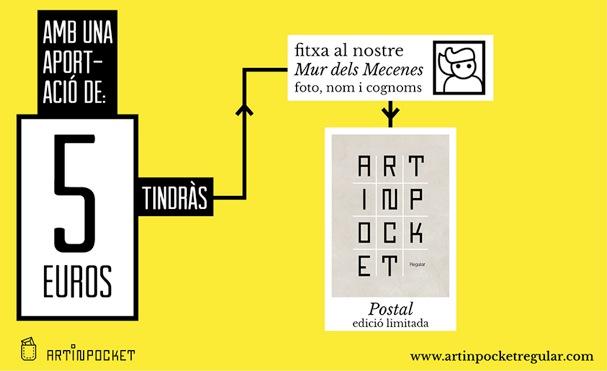 AMB UNA
APORT-
ACIÓ DE:
5
EUROS
TINDRÀS
fitxa al nostre
Mur dels Mecenes
foto, nom i cognoms
ART
INP
OCK
ET Regular
Postal
edició limitada
ARTINPOCKET
www.artinpocketregular.com